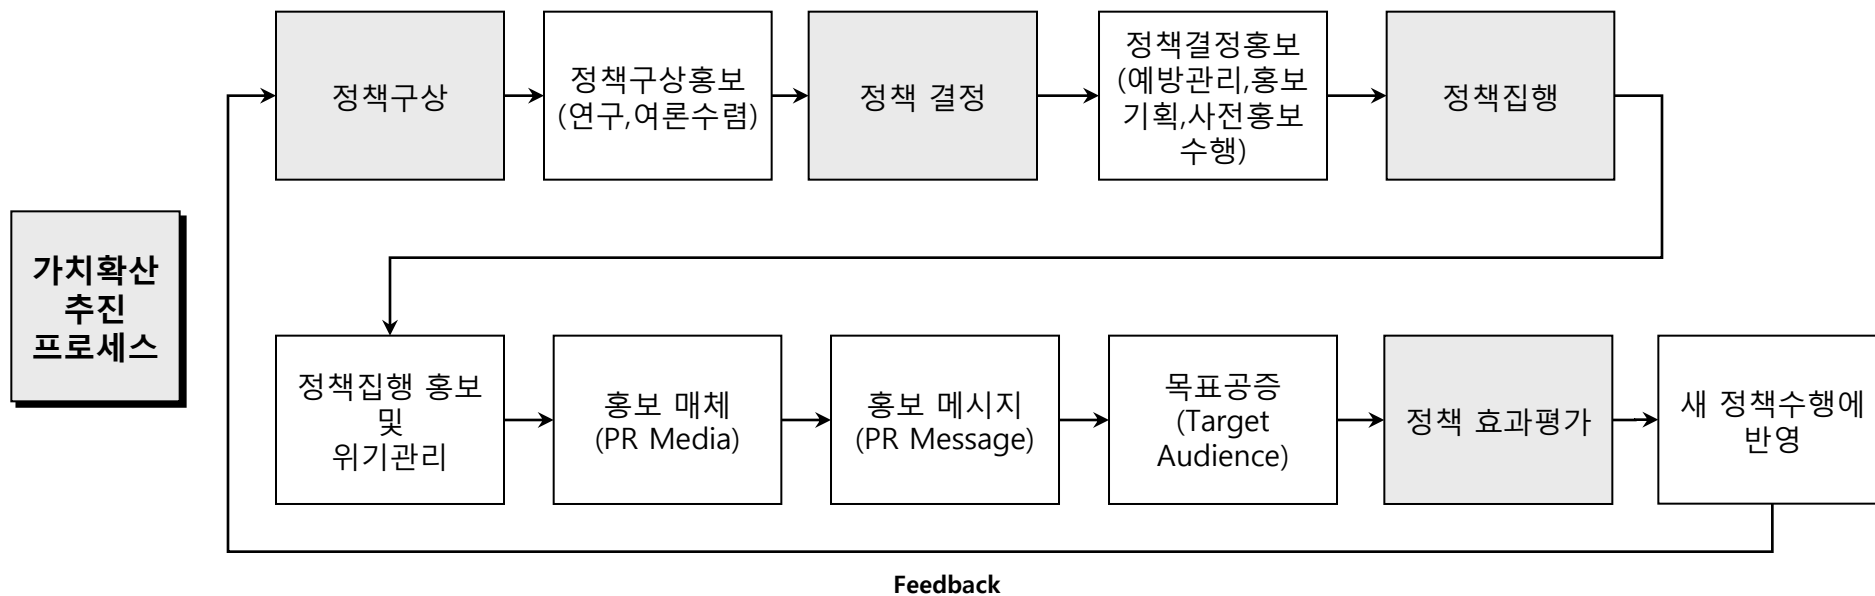 정책구상
정책구상홍보
(연구,여론수렴)
정책 결정
정책결정홍보
(예방관리,홍보
기획,사전홍보
수행)
정책집행
가치확산
추진
프로세스
정책집행 홍보
및
위기관리
홍보 매체
(PR Media)
홍보 메시지
(PR Message)
목표공증
(Target
Audience)
정책 효과평가
새 정책수행에
반영
Feedback